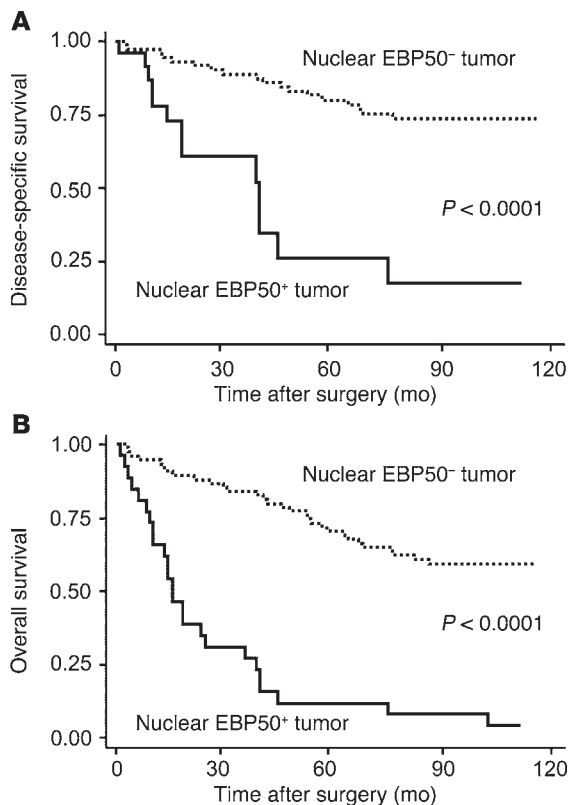 A
1.00
0.75
0.50
0.25
0.00
Disease-specific survival
Nuclear EBP50⁻ tumor
P < 0.0001
Nuclear EBP50⁺ tumor
0 30 60 90 120
Time after surgery (mo)
B
1.00
0.75
0.50
0.25
0.00
Overall survival
Nuclear EBP50⁻ tumor
P < 0.0001
Nuclear EBP50⁺ tumor
0 30 60 90 120
Time after surgery (mo)